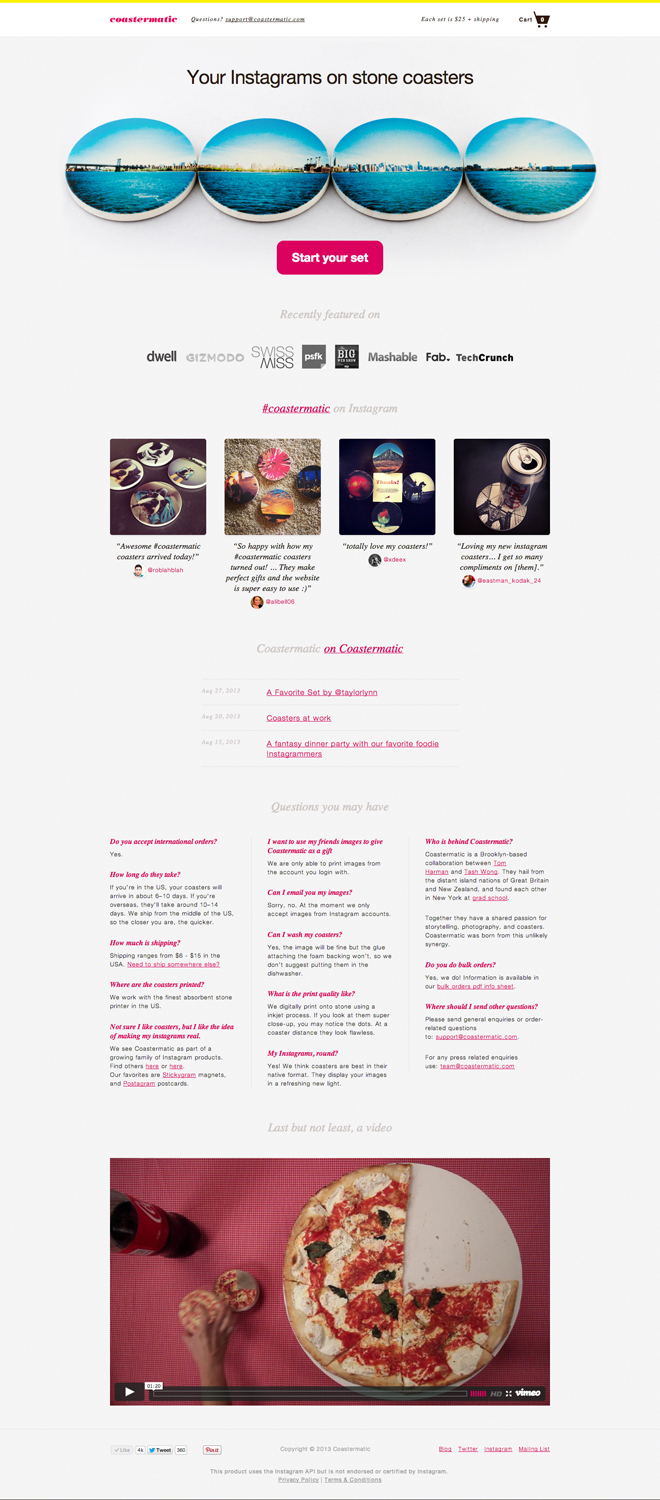 coastermatic
Questions? support@coastermatic.com
Each set is $25 + shipping
Cart 0
Your Instagrams on stone coasters
Start your set
Recently featured on
dwell GIZMODO SWISS MISS psfk BIG WEB SHOW Mashable Fab. TechCrunch
#coastermatic on Instagram
Thanks!
"Awesome #coastermatic
coasters arrived today!"
@roblahblah
"So happy with how my
#coastermatic coasters
turned out! ... They make
perfect gifts and the website
is super easy to use :)"
@alibell06
"totally love my coasters!"
@xdeex
"Loving my new instagram
coasters... I get so many
compliments on [them]."
@eastman_kodak_24
Coastermatic on Coastermatic
Aug 27, 2013 A Favorite Set by @taylorlynn
Aug 20, 2013 Coasters at work
Aug 15, 2013 A fantasy dinner party with our favorite foodie
Instagrammers
Questions you may have
Do you accept international orders?
Yes.
How long do they take?
If you're in the US, your coasters will
arrive in about 6–10 days. If you're
overseas, they'll take around 10–14
days. We ship from the middle of the US,
so the closer you are, the quicker.
How much is shipping?
Shipping ranges from $6 - $15 in the
USA. Need to ship somewhere else?
Where are the coasters printed?
We work with the finest absorbent stone
printer in the US.
Not sure I like coasters, but I like the idea
of making my instagrams real.
We see Coastermatic as part of a
growing family of Instagram products.
Find others here or here.
Our favorites are Stickygram magnets,
and Postagram postcards.
I want to use my friends images to give
Coastermatic as a gift
We are only able to print images from
the account you login with.
Can I email you my images?
Sorry, no. At the moment we only
accept images from Instagram accounts.
Can I wash my coasters?
Yes, the image will be fine but the glue
attaching the foam backing won't, so we
don't suggest putting them in the
dishwasher.
What is the print quality like?
We digitally print onto stone using a
inkjet process. If you look at them super
close-up, you may notice the dots. At a
coaster distance they look flawless.
My Instagrams, round?
Yes! We think coasters are best in their
native format. They display your images
in a refreshing new light.
Who is behind Coastermatic?
Coastermatic is a Brooklyn-based
collaboration between Tom
Harman and Tash Wong. They hail from
the distant island nations of Great Britain
and New Zealand, and found each other
in New York at grad school.
Together they have a shared passion for
storytelling, photography, and coasters.
Coastermatic was born from this unlikely
synergy.
Do you do bulk orders?
Yes, we do! Information is available in
our bulk orders pdf info sheet.
Where should I send other questions?
Please send general enquiries or order-
related questions
to: support@coastermatic.com.
For any press related enquiries
use: team@coastermatic.com
Last but not least, a video
01:20
HD vimeo
Like 4k Tweet 360 Pin it
Copyright © 2013 Coastermatic
Blog Twitter Instagram Mailing List
This product uses the Instagram API but is not endorsed or certified by Instagram.
Privacy Policy | Terms & Conditions